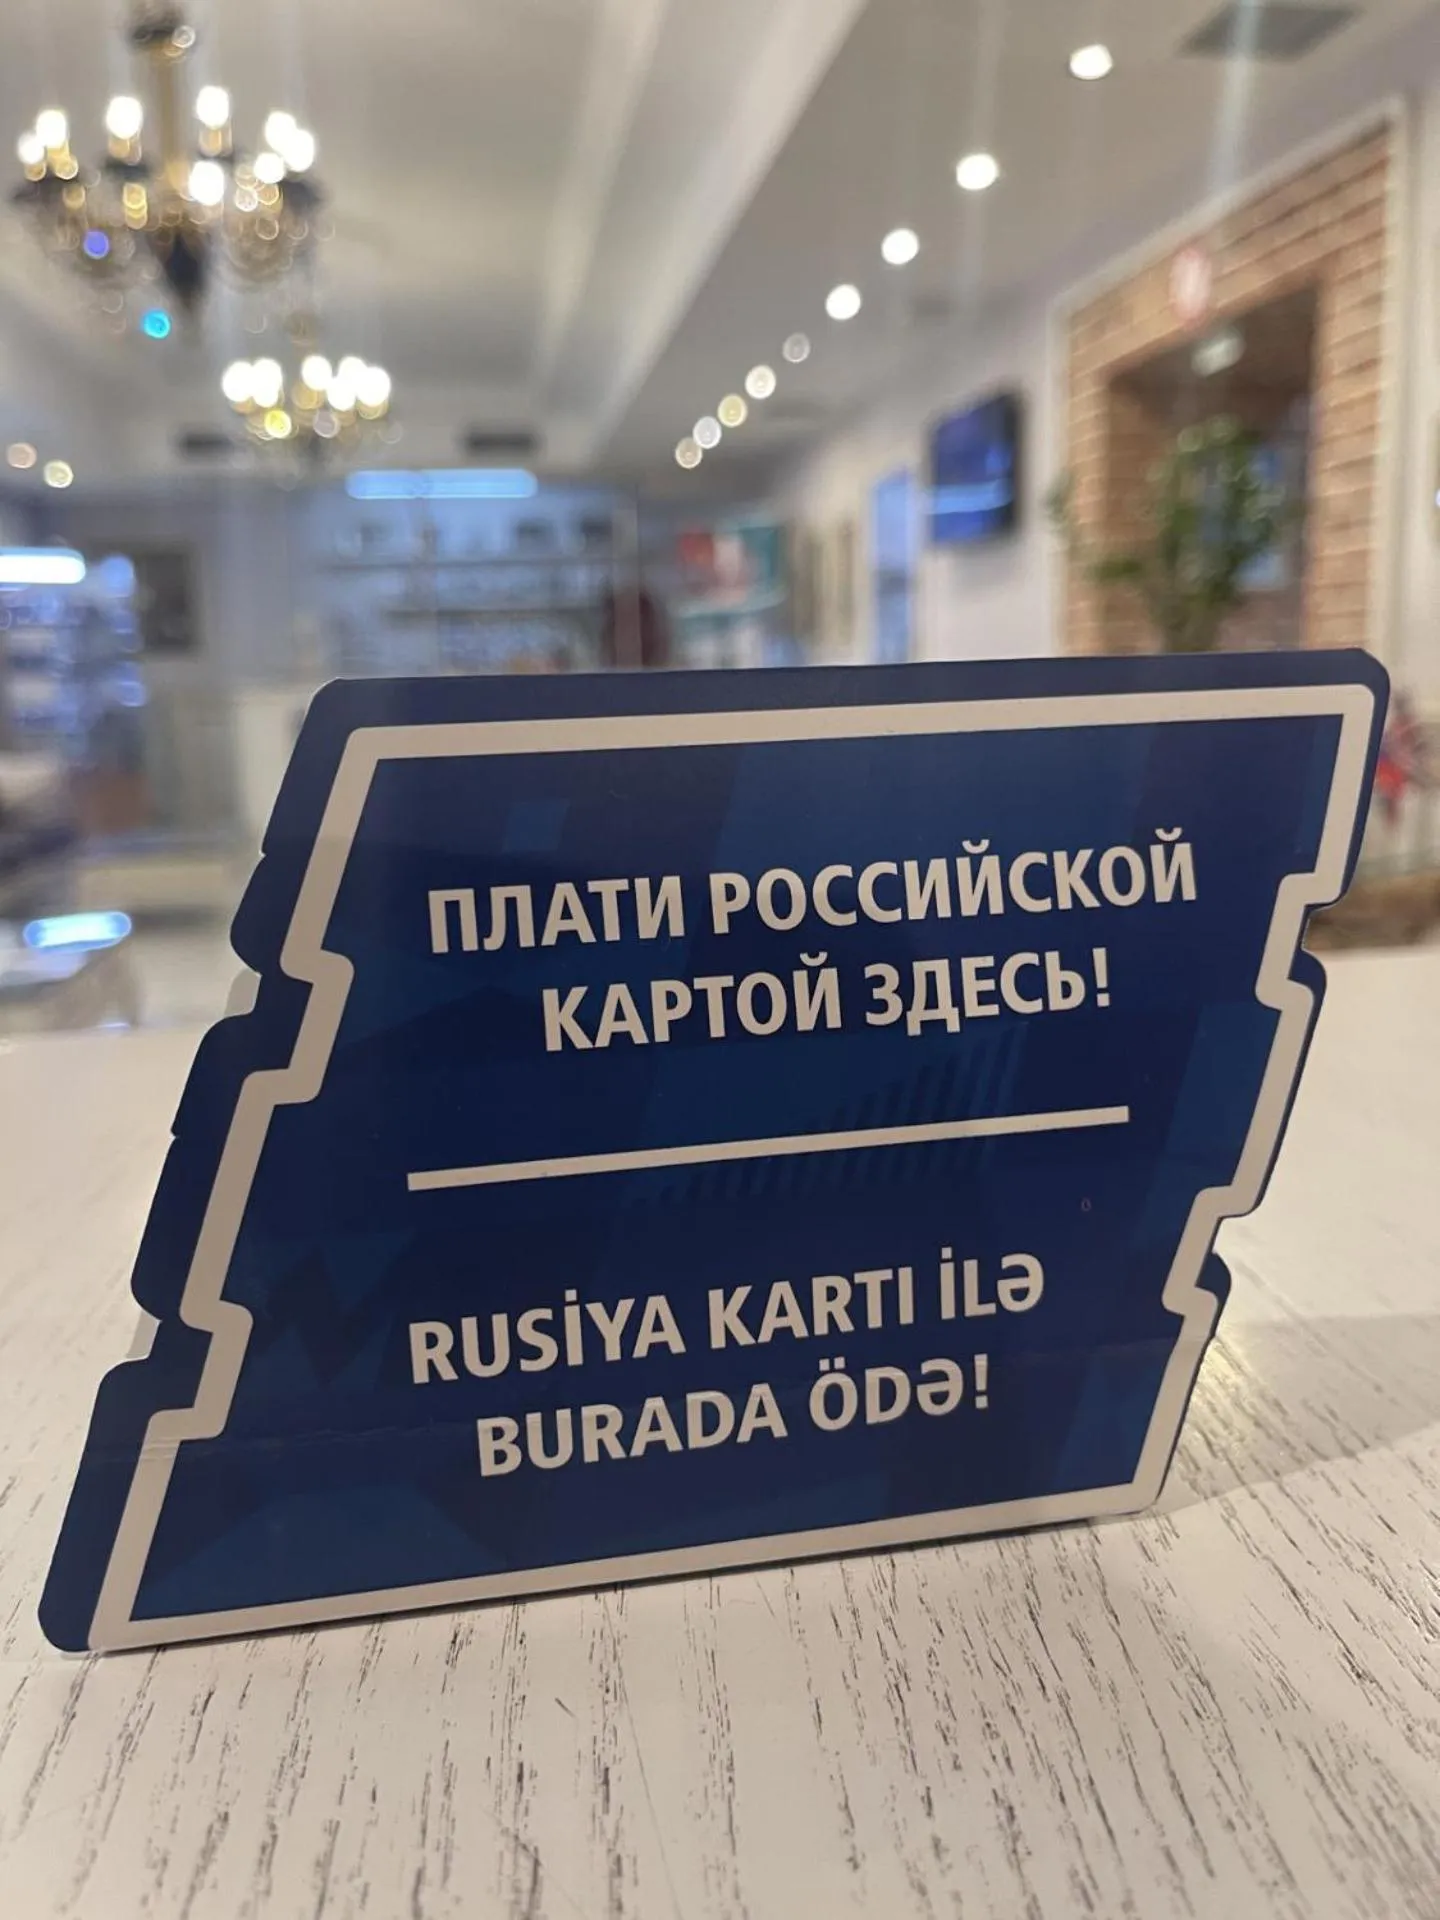 ПЛАТИ РОССИЙСКОЙ
КАРТОЙ ЗДЕСЬ!
RUSİYA KARTI İLƏ
BURADA ÖDƏ!